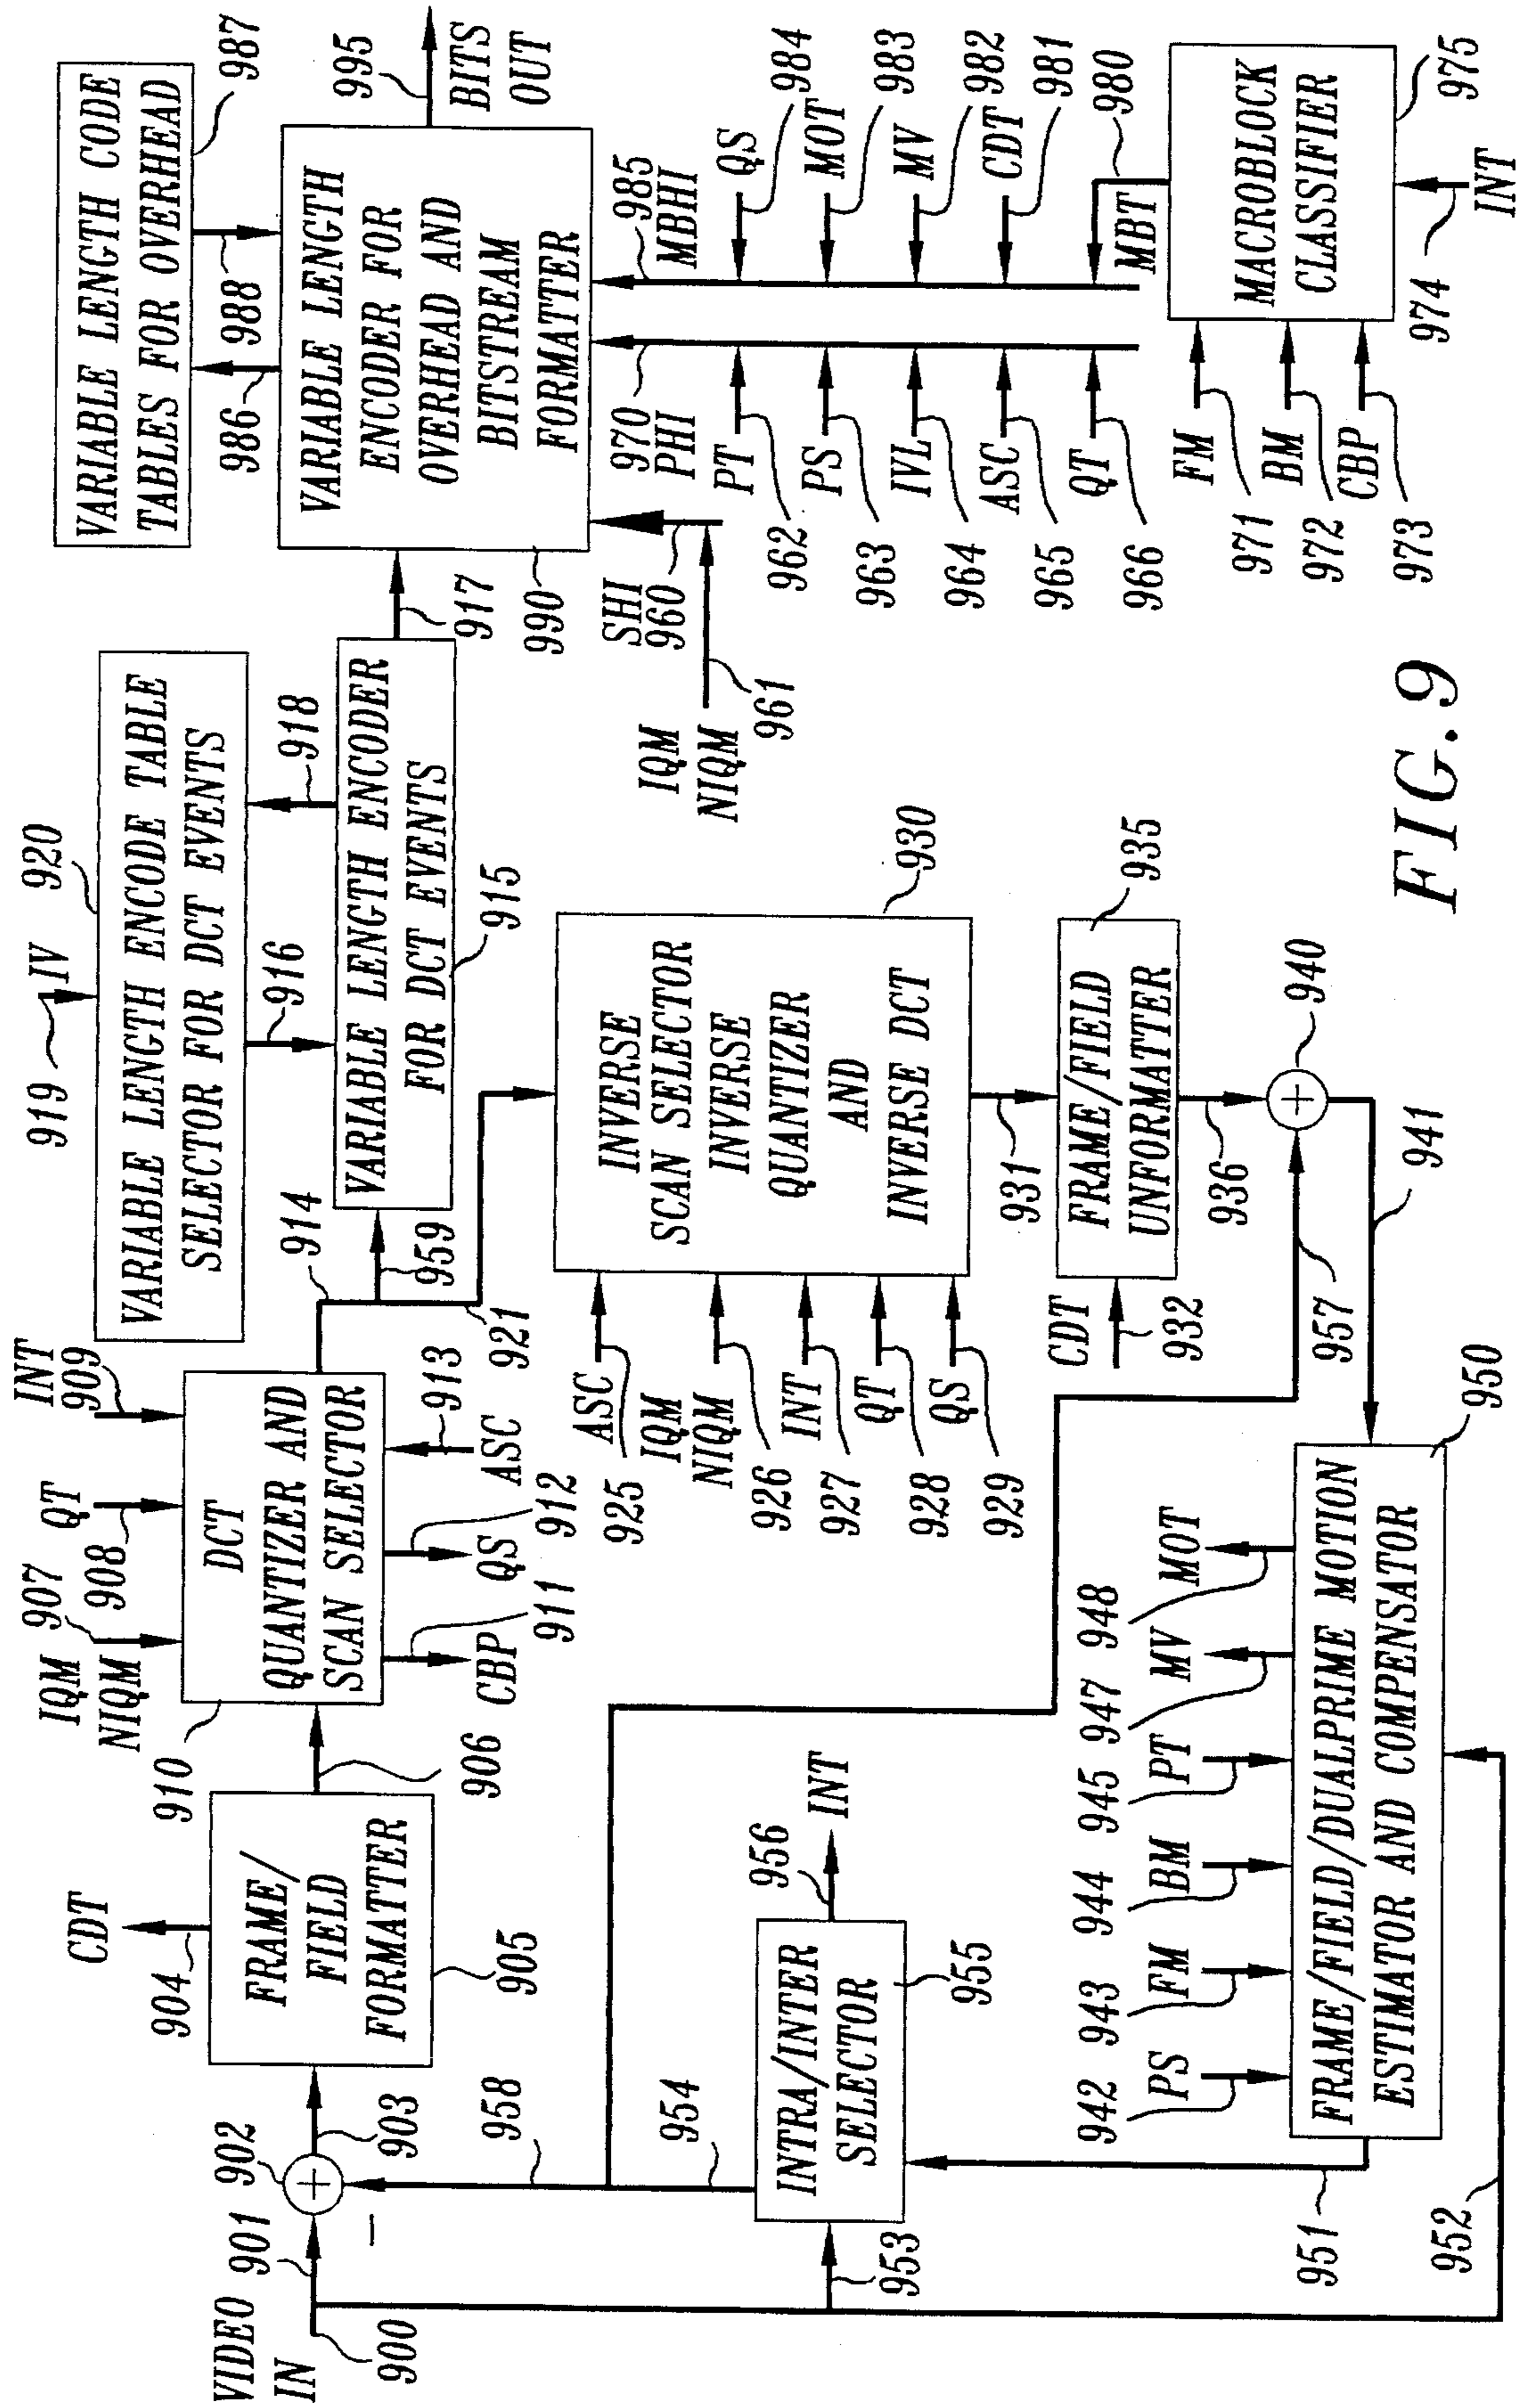 VIDEO
IN
900
901
902
903
CDT
904
FRAME/
FIELD
FORMATTER
905
906
IQM
NIQM
907
QT
908
INT
909
910
DCT
QUANTIZER AND
SCAN SELECTOR
CBP
911
QS
912
ASC
913
914
959
921
919
IV
920
VARIABLE LENGTH ENCODE TABLE
SELECTOR FOR DCT EVENTS
916
918
VARIABLE LENGTH ENCODER
FOR DCT EVENTS
915
917
VARIABLE LENGTH CODE
TABLES FOR OVERHEAD
987
986
988
VARIABLE LENGTH
ENCODER FOR
OVERHEAD AND
BITSTREAM
FORMATTER
990
995
BITS
OUT
SHI
960
IQM
NIQM
961
970
PHI
985
MBHI
PT
962
PS
963
IVL
964
ASC
965
QT
966
QS
984
MOT
983
MV
982
CDT
981
MBT
980
FM
971
BM
972
CBP
973
MACROBLOCK
CLASSIFIER
975
974
INT
INVERSE
SCAN SELECTOR
INVERSE
QUANTIZER
AND
INVERSE DCT
930
ASC
925
IQM
NIQM
926
INT
927
QT
928
QS
929
931
FRAME/FIELD
UNFORMATTER
935
CDT
932
936
940
957
941
958
954
INTRA/INTER
SELECTOR
955
956
INT
953
PS
942
FM
943
BM
944
PT
945
MV
947
MOT
948
FRAME/FIELD/DUALPRIME MOTION
ESTIMATOR AND COMPENSATOR
950
951
952
FIG. 9